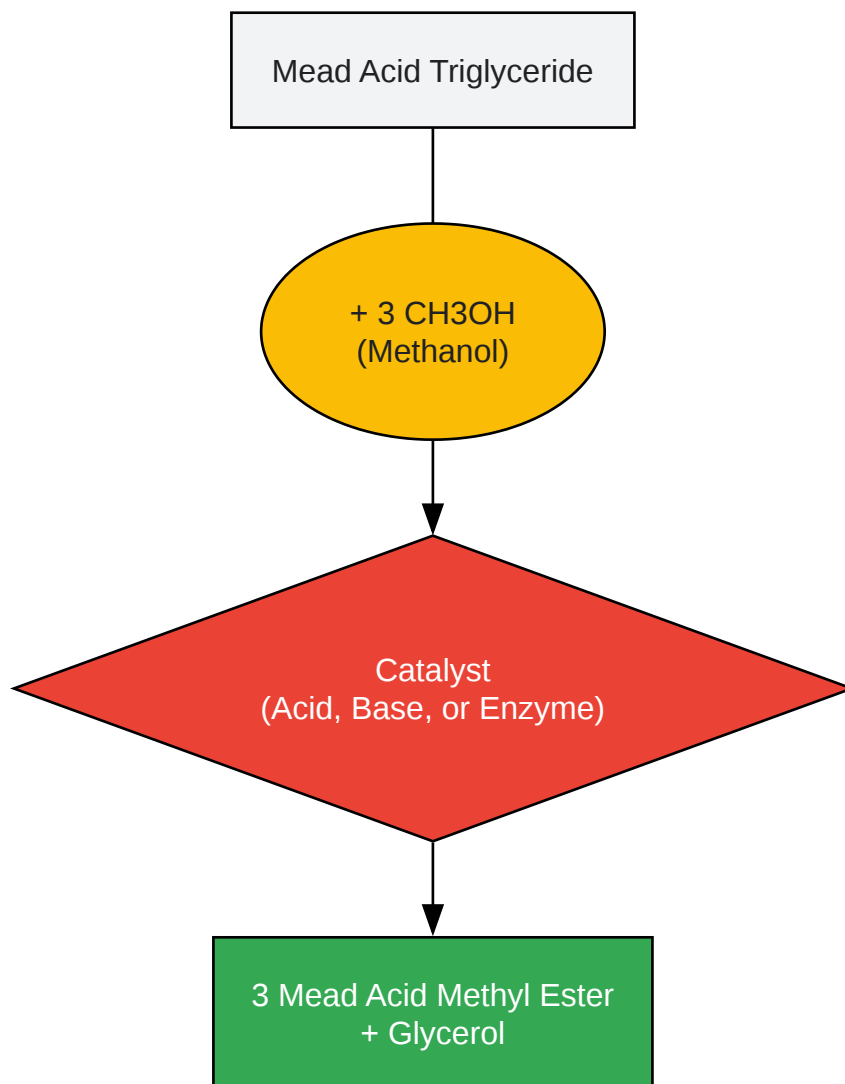 Mead Acid Triglyceride
+ 3 CH3OH
(Methanol)
Catalyst
(Acid, Base, or Enzyme)
3 Mead Acid Methyl Ester
+ Glycerol